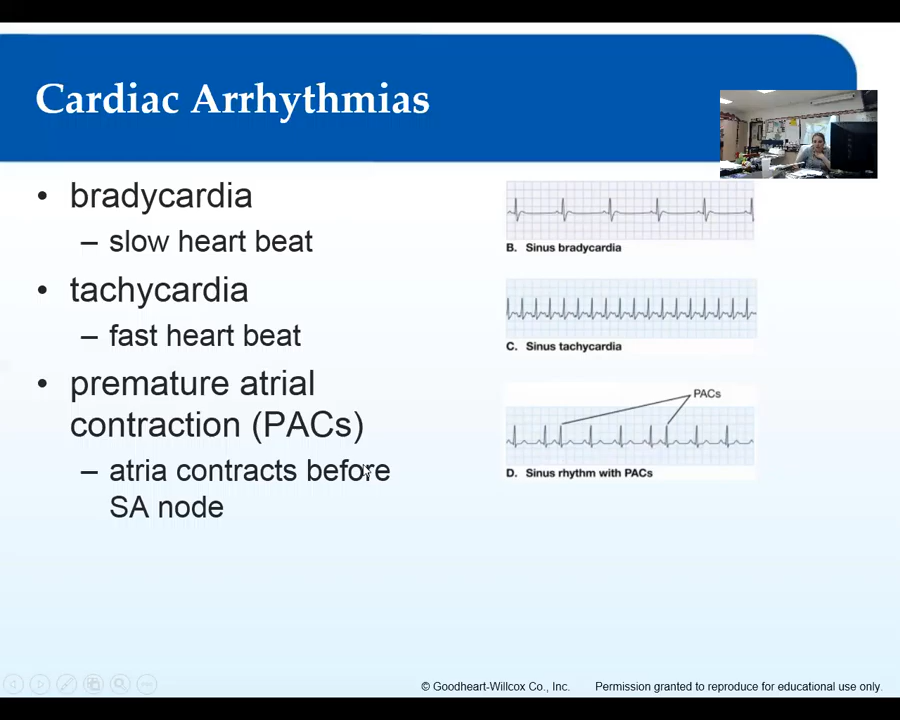 Cardiac Arrhythmias
• bradycardia
– slow heart beat
• tachycardia
– fast heart beat
• premature atrial
contraction (PACs)
– atria contracts before
SA node
B. Sinus bradycardia
C. Sinus tachycardia
PACs
D. Sinus rhythm with PACs
© Goodheart-Willcox Co., Inc. Permission granted to reproduce for educational use only.